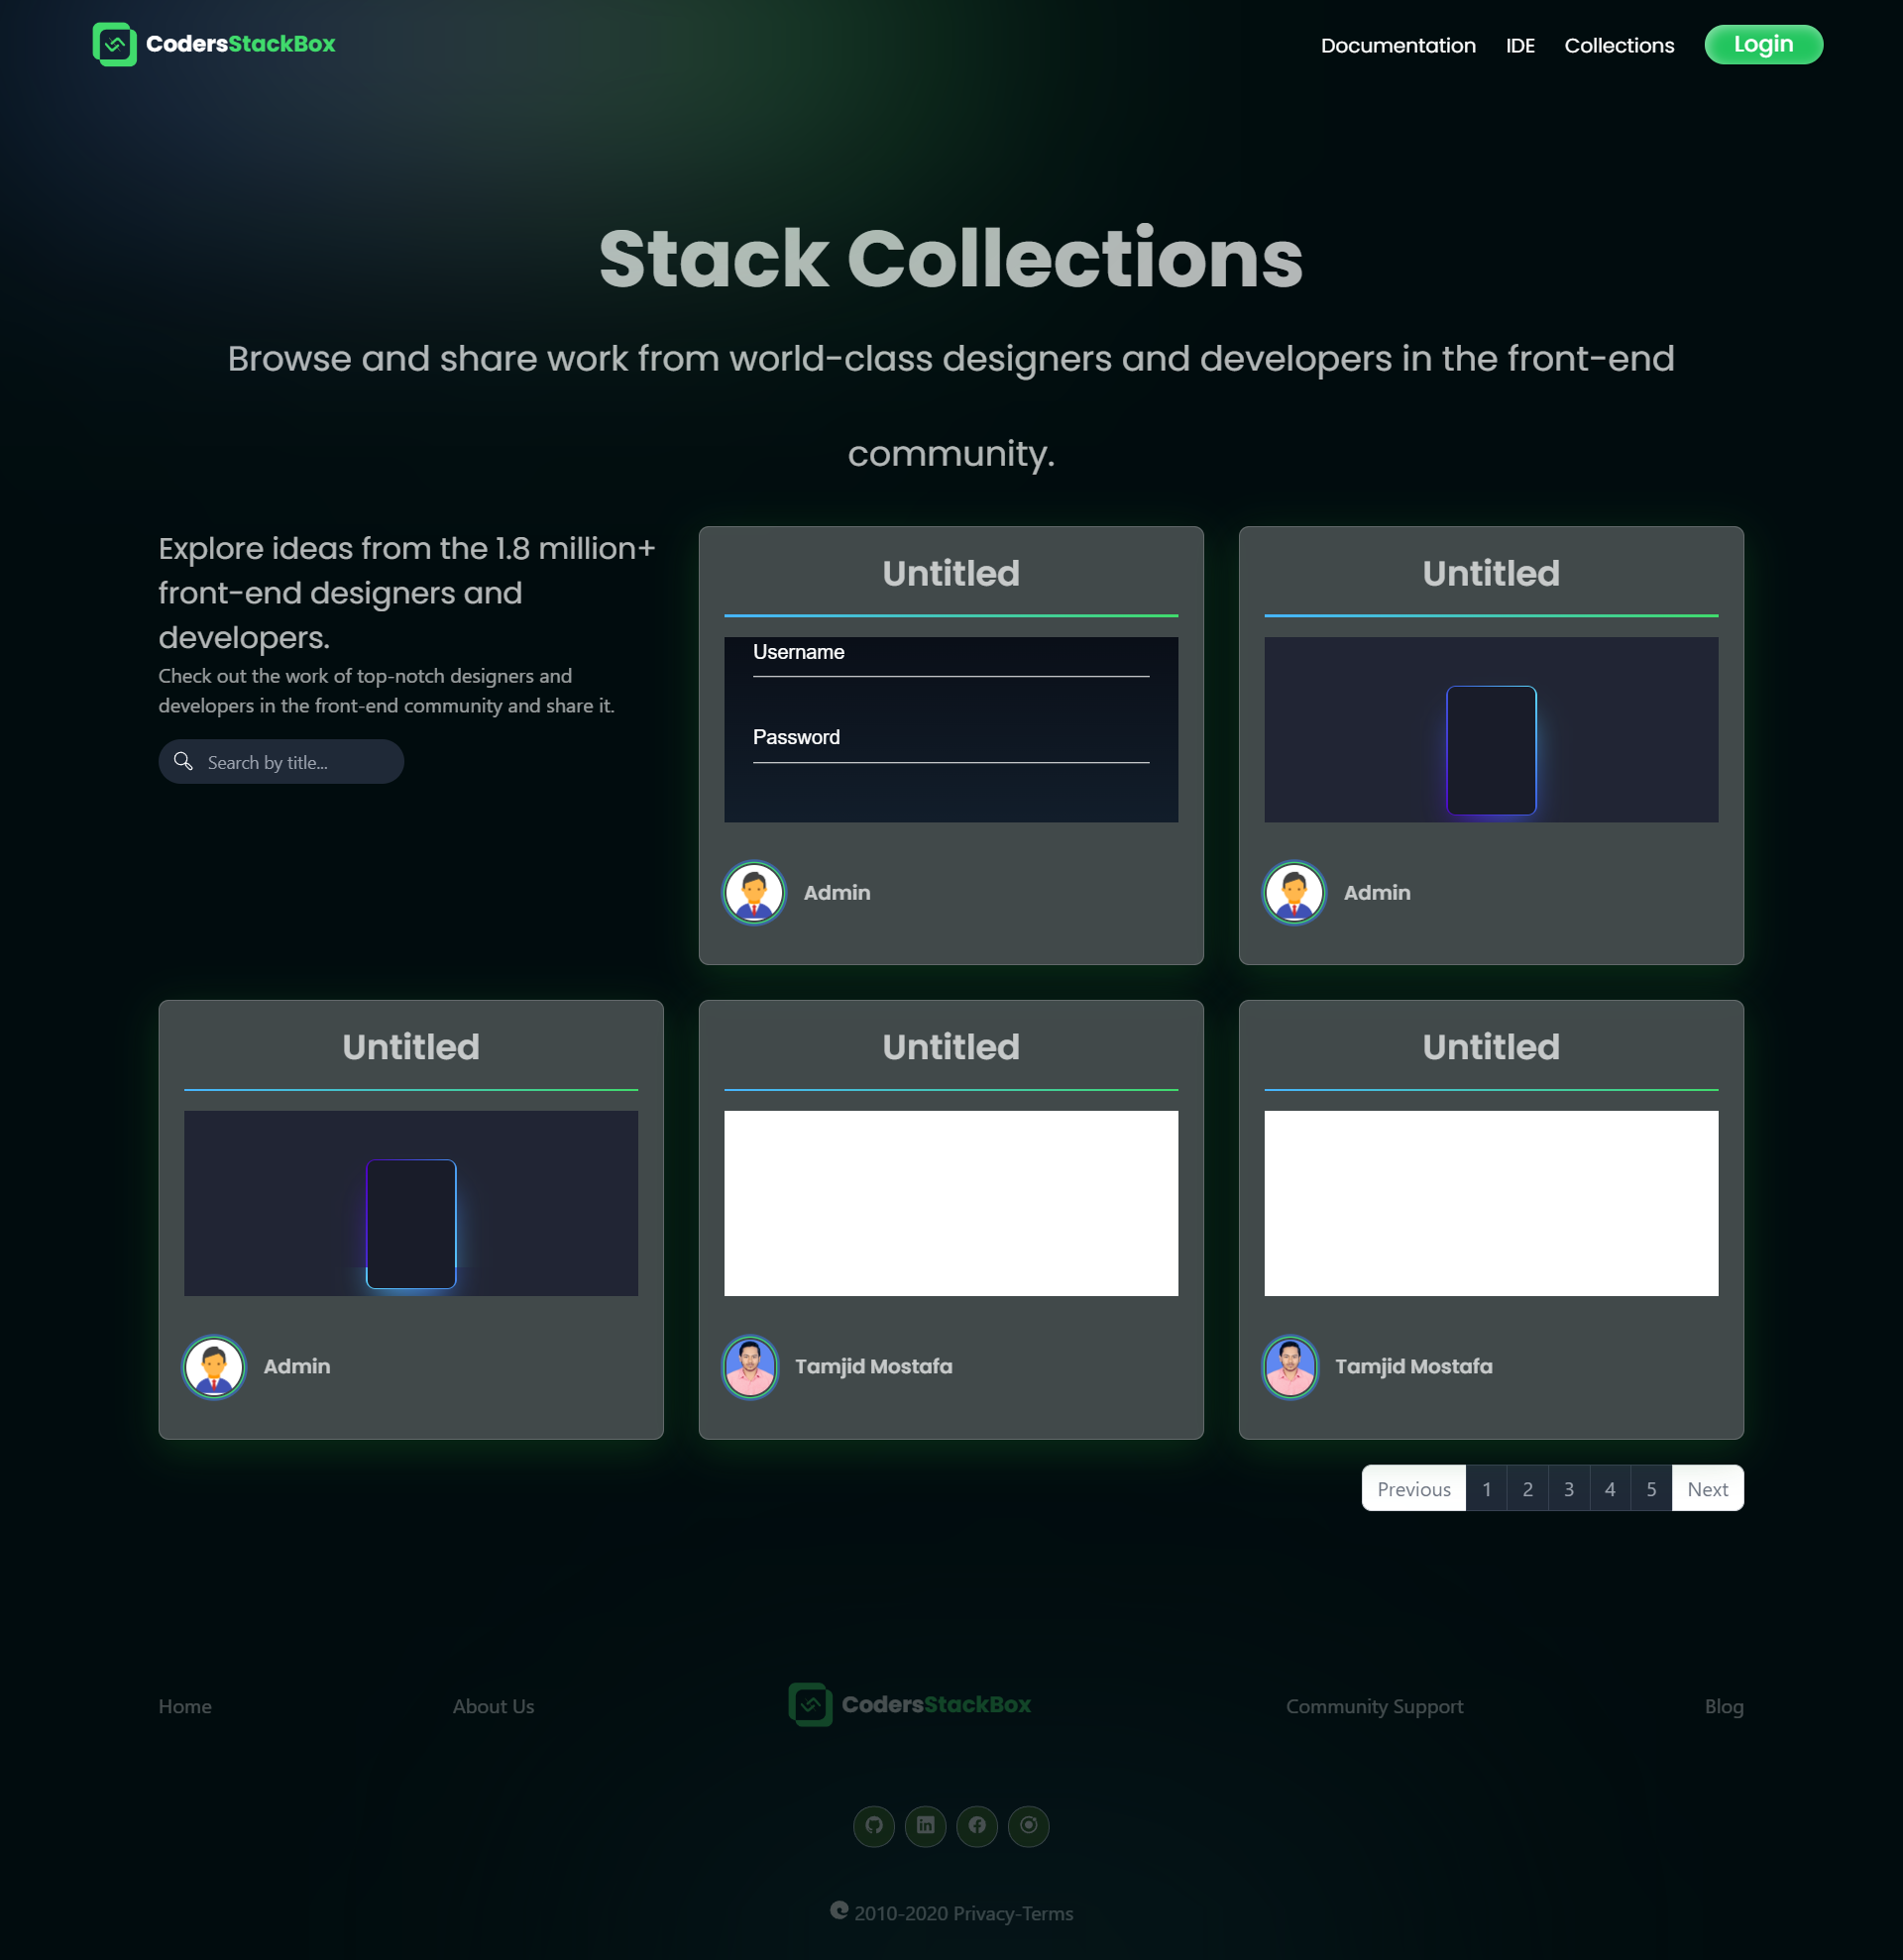 CodersStackBox
Documentation
IDE
Collections
Login
Stack Collections
Browse and share work from world-class designers and developers in the front-end
community.
Explore ideas from the 1.8 million+
front-end designers and
developers.
Check out the work of top-notch designers and
developers in the front-end community and share it.
Search by title...
Untitled
Username
Password
Admin
Untitled
Admin
Untitled
Admin
Untitled
Tamjid Mostafa
Untitled
Tamjid Mostafa
Previous 1 2 3 4 5 Next
Home
About Us
CodersStackBox
Community Support
Blog
2010-2020 Privacy-Terms